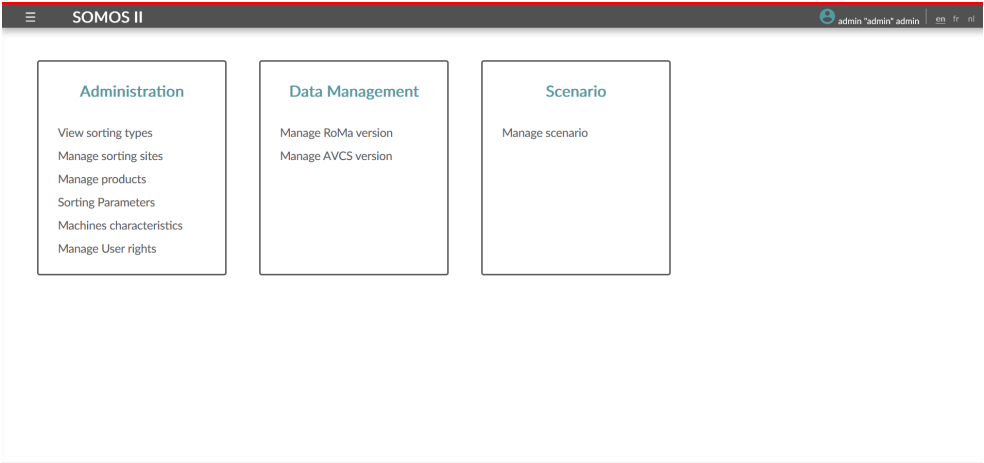 ☰ SOMOS II
admin "admin" admin
en fr nl
Administration
View sorting types
Manage sorting sites
Manage products
Sorting Parameters
Machines characteristics
Manage User rights
Data Management
Manage RoMa version
Manage AVCS version
Scenario
Manage scenario